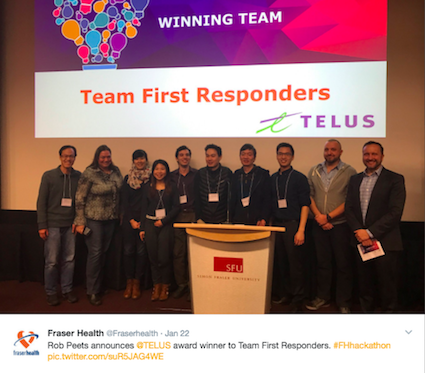 WINNING TEAM
Team First Responders
TELUS
SFU
SIMON FRASER UNIVERSITY
fraserhealth
Fraser Health @Fraserhealth · Jan 22
Rob Peets announces @TELUS award winner to Team First Responders. #FHhackathon
pic.twitter.com/suR5JAG4WE